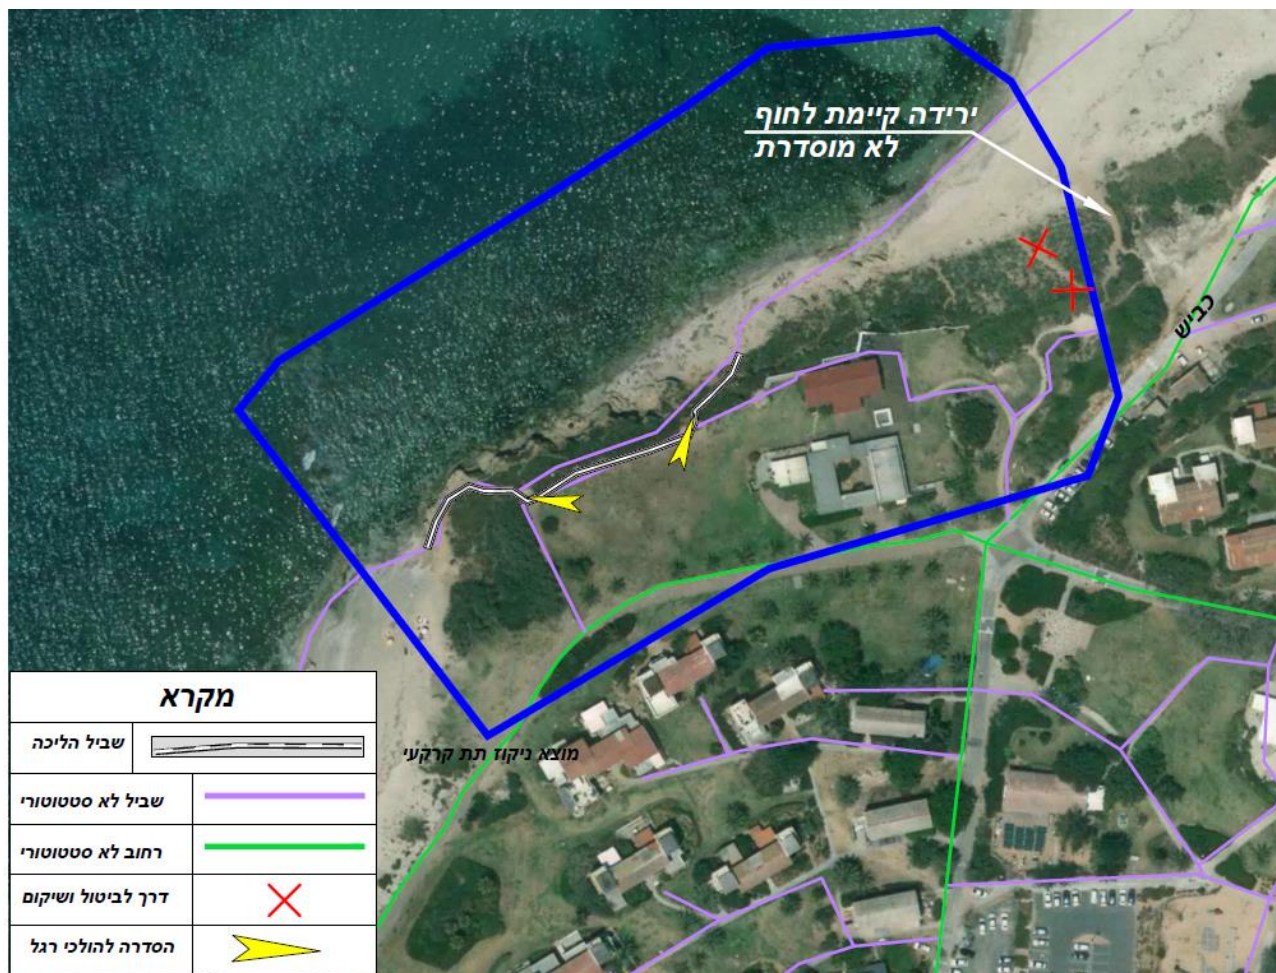 ירידה קיימת לחוף
לא מוסדרת
כביש
מוצא ניקוז תת קרקעי
מקרא
שביל הליכה
שביל לא סטטוטורי
רחוב לא סטטוטורי
דרך לביטול ושיקום
הסדרה להולכי רגל